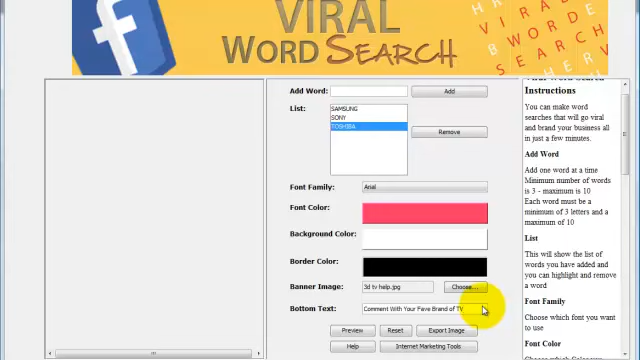 VIRAL
WORD SEARCH
Add Word:
Add
List:
SAMSUNG
SONY
TOSHIBA
Remove
Font Family:
Arial
Font Color:
Background Color:
Border Color:
Banner Image:
3d tv help.jpg
Choose...
Bottom Text:
Comment With Your Fave Brand of TV
Preview
Reset
Export Image
Help
Internet Marketing Tools
Instructions
You can make word
searches that will go viral
and brand your business all
in just a few minutes.
Add Word
Add one word at a time
Minimum number of words
is 3 - maximum is 10
Each word must be a
minimum of 3 letters and a
maximum of 10
List
This will show the list of
words you have added and
you can highlight and remove
a word
Font Family
Choose which font you want
to use
Font Color